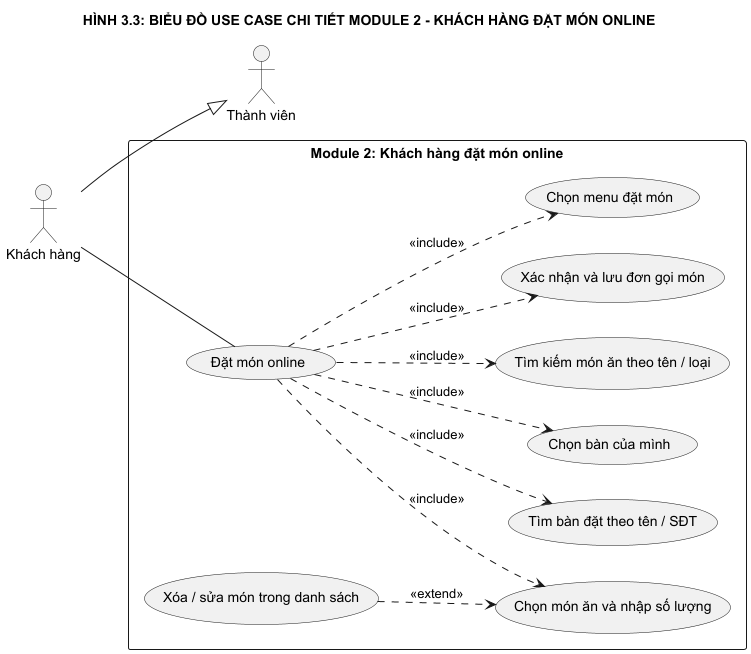 HÌNH 3.3: BIỂU ĐỒ USE CASE CHI TIẾT MODULE 2 - KHÁCH HÀNG ĐẶT MÓN ONLINE
Thành viên
Module 2: Khách hàng đặt món online
Khách hàng
Chọn menu đặt món
«include»
Xác nhận và lưu đơn gọi món
«include»
Đặt món online
«include»
Tìm kiếm món ăn theo tên / loại
«include»
Chọn bàn của mình
«include»
Tìm bàn đặt theo tên / SĐT
«include»
Xóa / sửa món trong danh sách
«extend»
Chọn món ăn và nhập số lượng